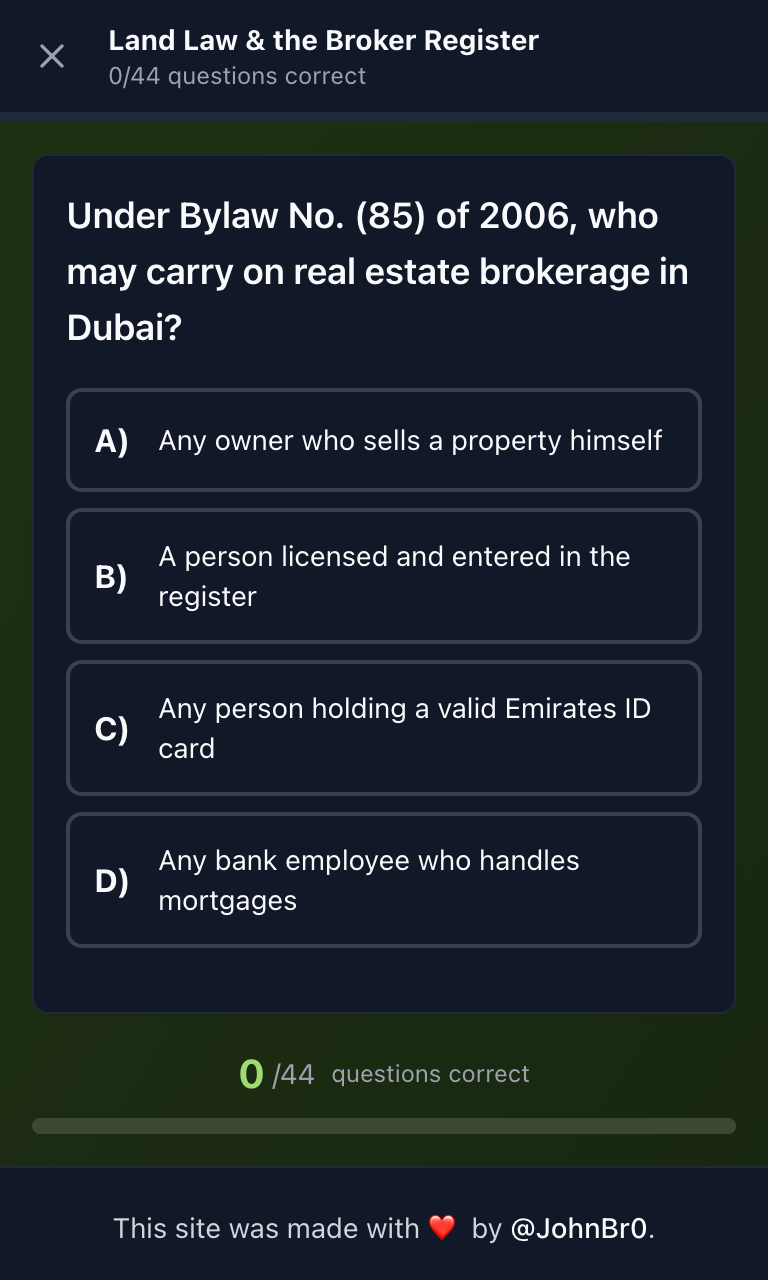 Land Law & the Broker Register
0/44 questions correct
Under Bylaw No. (85) of 2006, who
may carry on real estate brokerage in
Dubai?
A) Any owner who sells a property himself
B) A person licensed and entered in the
register
C) Any person holding a valid Emirates ID
card
D) Any bank employee who handles
mortgages
0 /44 questions correct
This site was made with ❤️ by @JohnBr0.